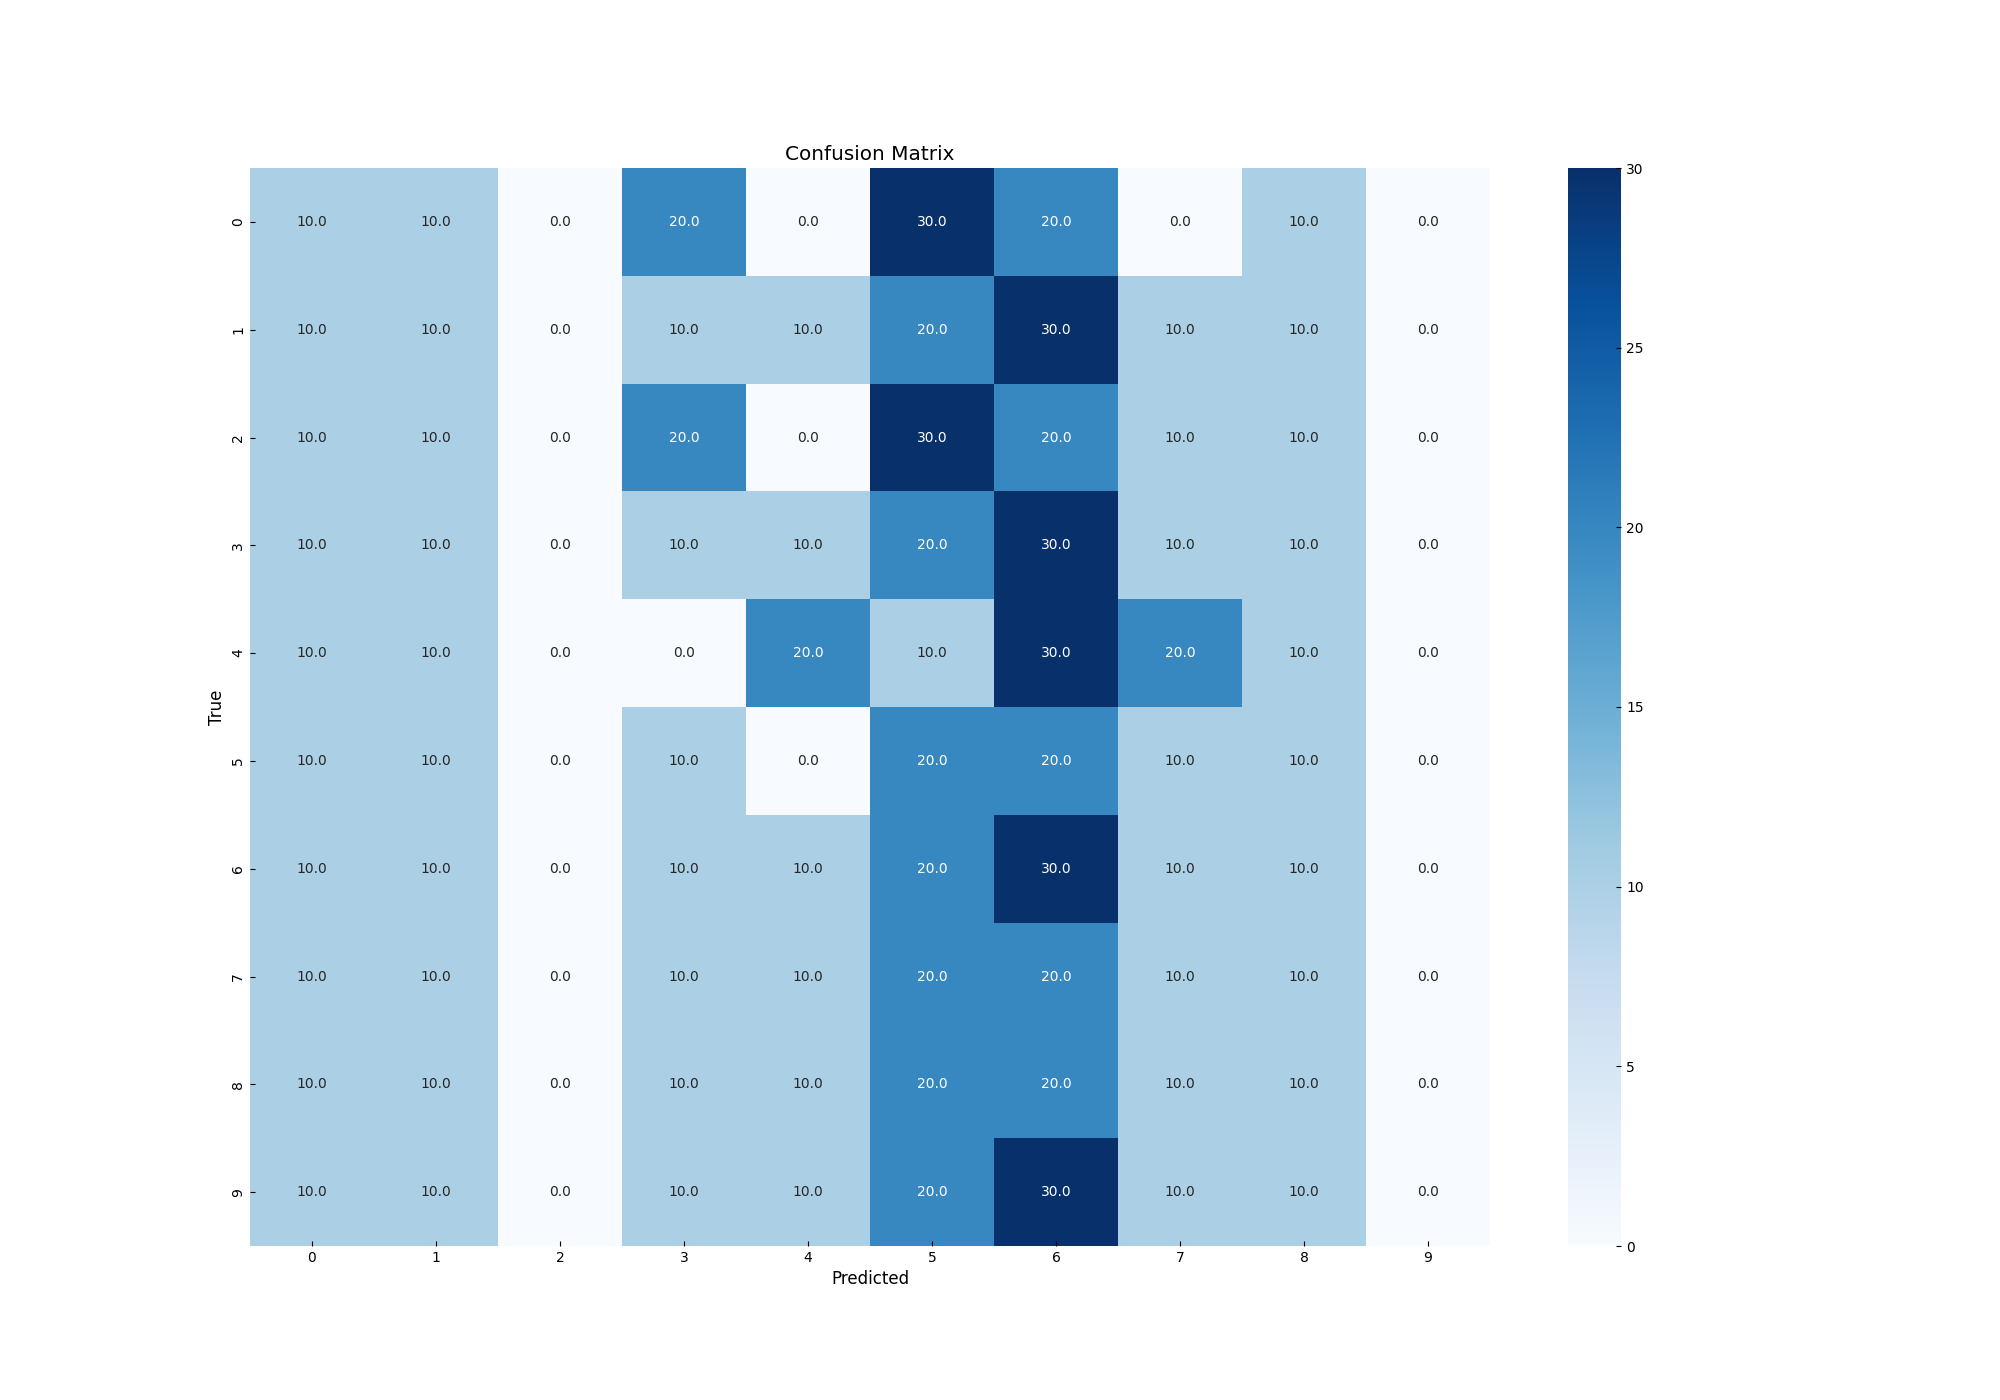 Confusion Matrix
0 10.0 10.0 0.0 20.0 0.0 30.0 20.0 0.0 10.0 0.0
1 10.0 10.0 0.0 10.0 10.0 20.0 30.0 10.0 10.0 0.0
2 10.0 10.0 0.0 20.0 0.0 30.0 20.0 10.0 10.0 0.0
3 10.0 10.0 0.0 10.0 10.0 20.0 30.0 10.0 10.0 0.0
4 10.0 10.0 0.0 0.0 20.0 10.0 30.0 20.0 10.0 0.0
5 10.0 10.0 0.0 10.0 0.0 20.0 20.0 10.0 10.0 0.0
6 10.0 10.0 0.0 10.0 10.0 20.0 30.0 10.0 10.0 0.0
7 10.0 10.0 0.0 10.0 10.0 20.0 20.0 10.0 10.0 0.0
8 10.0 10.0 0.0 10.0 10.0 20.0 20.0 10.0 10.0 0.0
9 10.0 10.0 0.0 10.0 10.0 20.0 30.0 10.0 10.0 0.0
0 1 2 3 4 5 6 7 8 9
Predicted
True
30
25
20
15
10
5
0